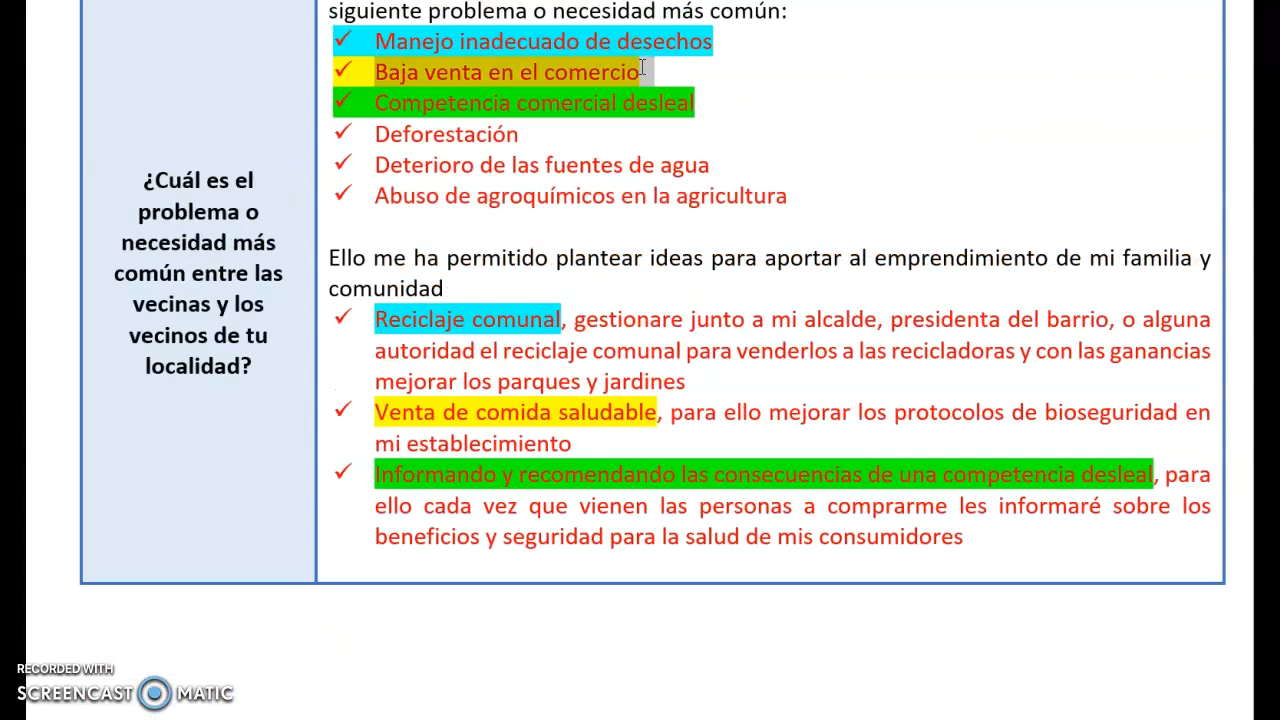 siguiente problema o necesidad más común:
✓ Manejo inadecuado de desechos
✓ Baja venta en el comercio
✓ Competencia comercial desleal
✓ Deforestación
✓ Deterioro de las fuentes de agua
✓ Abuso de agroquímicos en la agricultura
¿Cuál es el
problema o
necesidad más
común entre las
vecinas y los
vecinos de tu
localidad?
Ello me ha permitido plantear ideas para aportar al emprendimiento de mi familia y
comunidad
✓ Reciclaje comunal, gestionare junto a mi alcalde, presidenta del barrio, o alguna
autoridad el reciclaje comunal para venderlos a las recicladoras y con las ganancias
mejorar los parques y jardines
✓ Venta de comida saludable, para ello mejorar los protocolos de bioseguridad en
mi establecimiento
✓ Informando y recomendando las consecuencias de una competencia desleal, para
ello cada vez que vienen las personas a comprarme les informaré sobre los
beneficios y seguridad para la salud de mis consumidores
RECORDED WITH
SCREENCAST MATIC